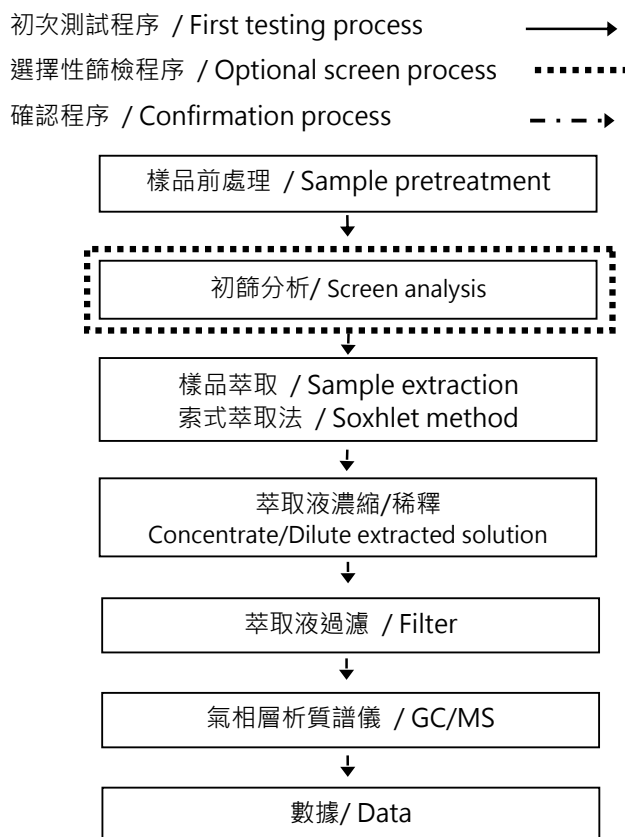 初次測試程序 / First testing process
選擇性篩檢程序 / Optional screen process
確認程序 / Confirmation process
樣品前處理 / Sample pretreatment
初篩分析/ Screen analysis
樣品萃取 / Sample extraction
索式萃取法 / Soxhlet method
萃取液濃縮/稀釋
Concentrate/Dilute extracted solution
萃取液過濾 / Filter
氣相層析質譜儀 / GC/MS
數據/ Data